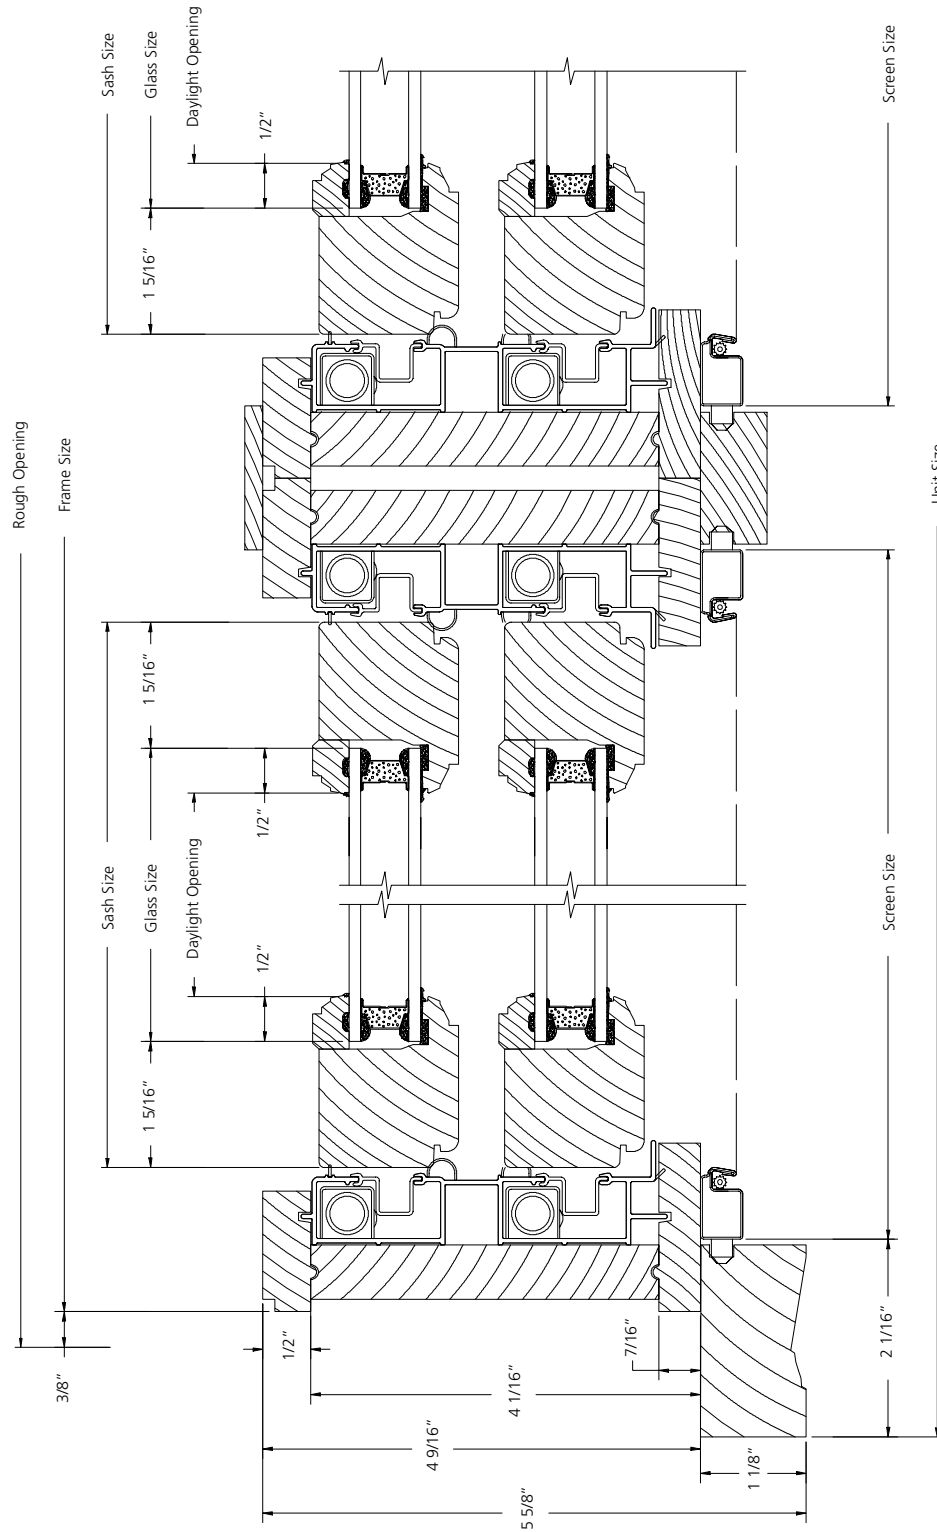 Rough Opening
Frame Size
Sash Size
Glass Size
Daylight Opening
1/2”
1 5/16”
Screen Size
1 5/16”
1/2”
Sash Size
Glass Size
Daylight Opening
1/2”
1 5/16”
Screen Size
Unit Size
3/8”
1/2”
7/16”
4 1/16”
4 9/16”
5 5/8”
1 1/8”
2 1/16”